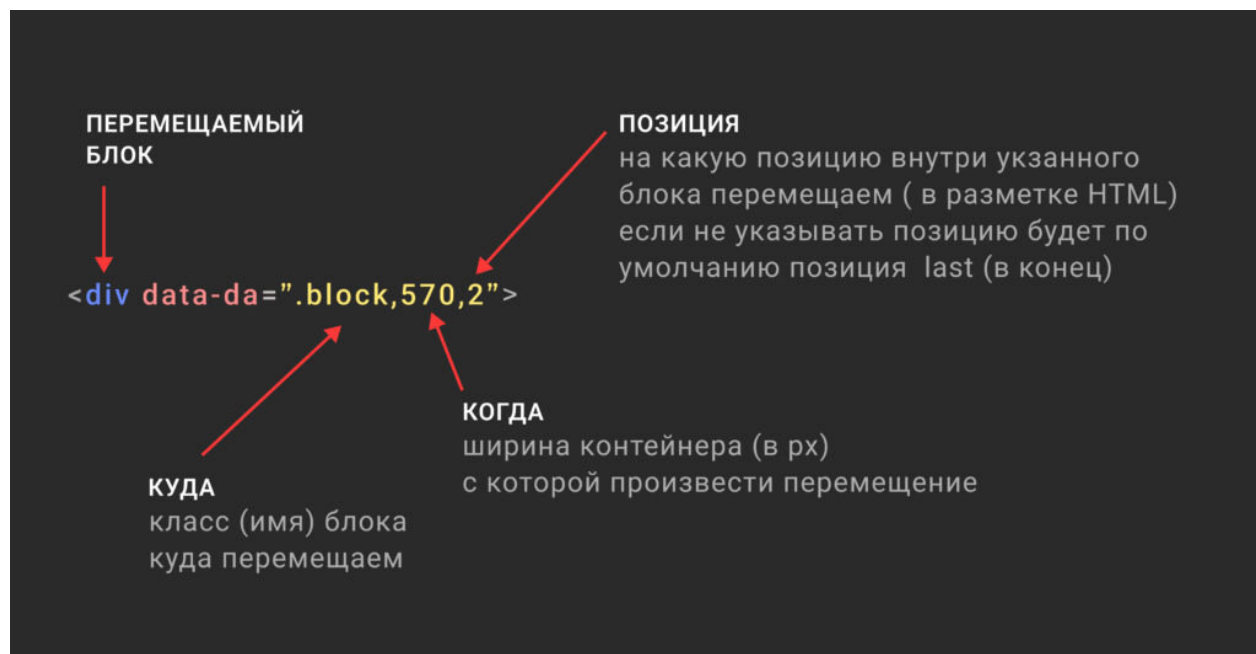 ПЕРЕМЕЩАЕМЫЙ
БЛОК
ПОЗИЦИЯ
на какую позицию внутри укзанного
блока перемещаем ( в разметке HTML)
если не указывать позицию будет по
умолчанию позиция last (в конец)
<div data-da=”.block,570,2”>
КОГДА
ширина контейнера (в px)
с которой произвести перемещение
КУДА
класс (имя) блока
куда перемещаем